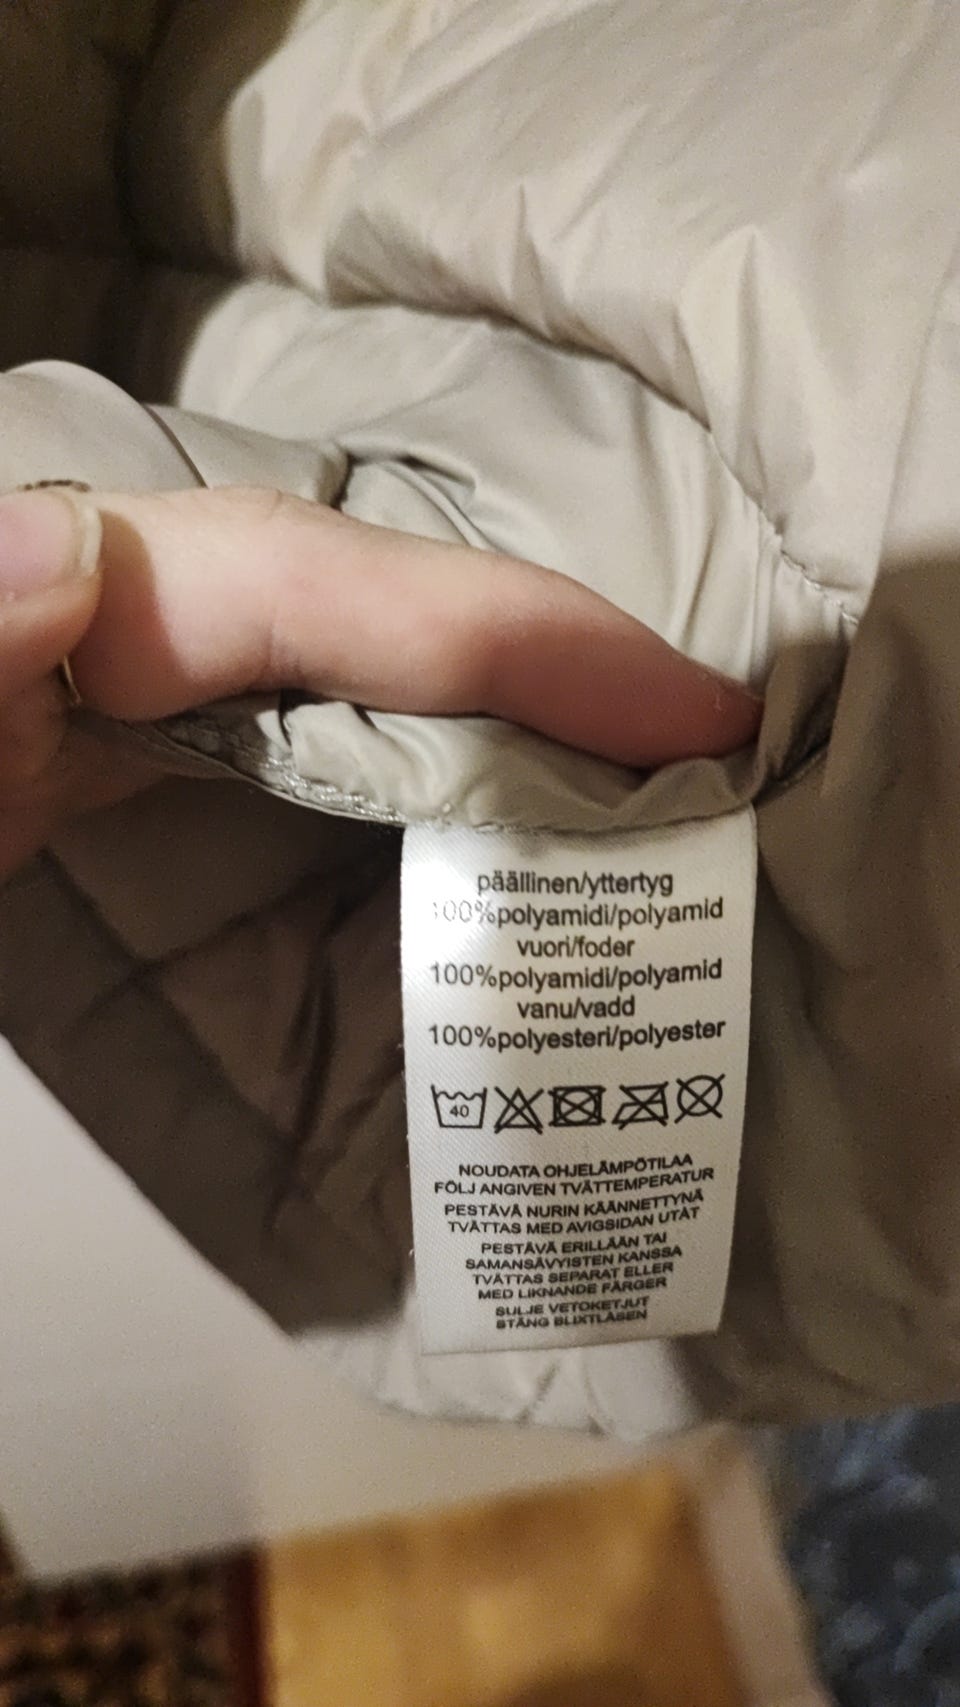 päällinen/yttertyg
100%polyamidi/polyamid
vuori/foder
100%polyamidi/polyamid
vanu/vadd
100%polyesteri/polyester
40
NOUDATA OHJELÄMPÖTILAA
FÖLJ ANGIVEN TVÄTTEMPERATUR
PESTÄVÄ NURIN KÄÄNNETTYNÄ
TVÄTTAS MED AVIGSIDAN UTÅT
PESTÄVÄ ERILLÄÄN TAI
SAMANSÄVYISTEN KANSSA
TVÄTTAS SEPARAT ELLER
MED LIKNANDE FÄRGER
SULJE VETOKETJUT
STÄNG BLIXTLÅSEN